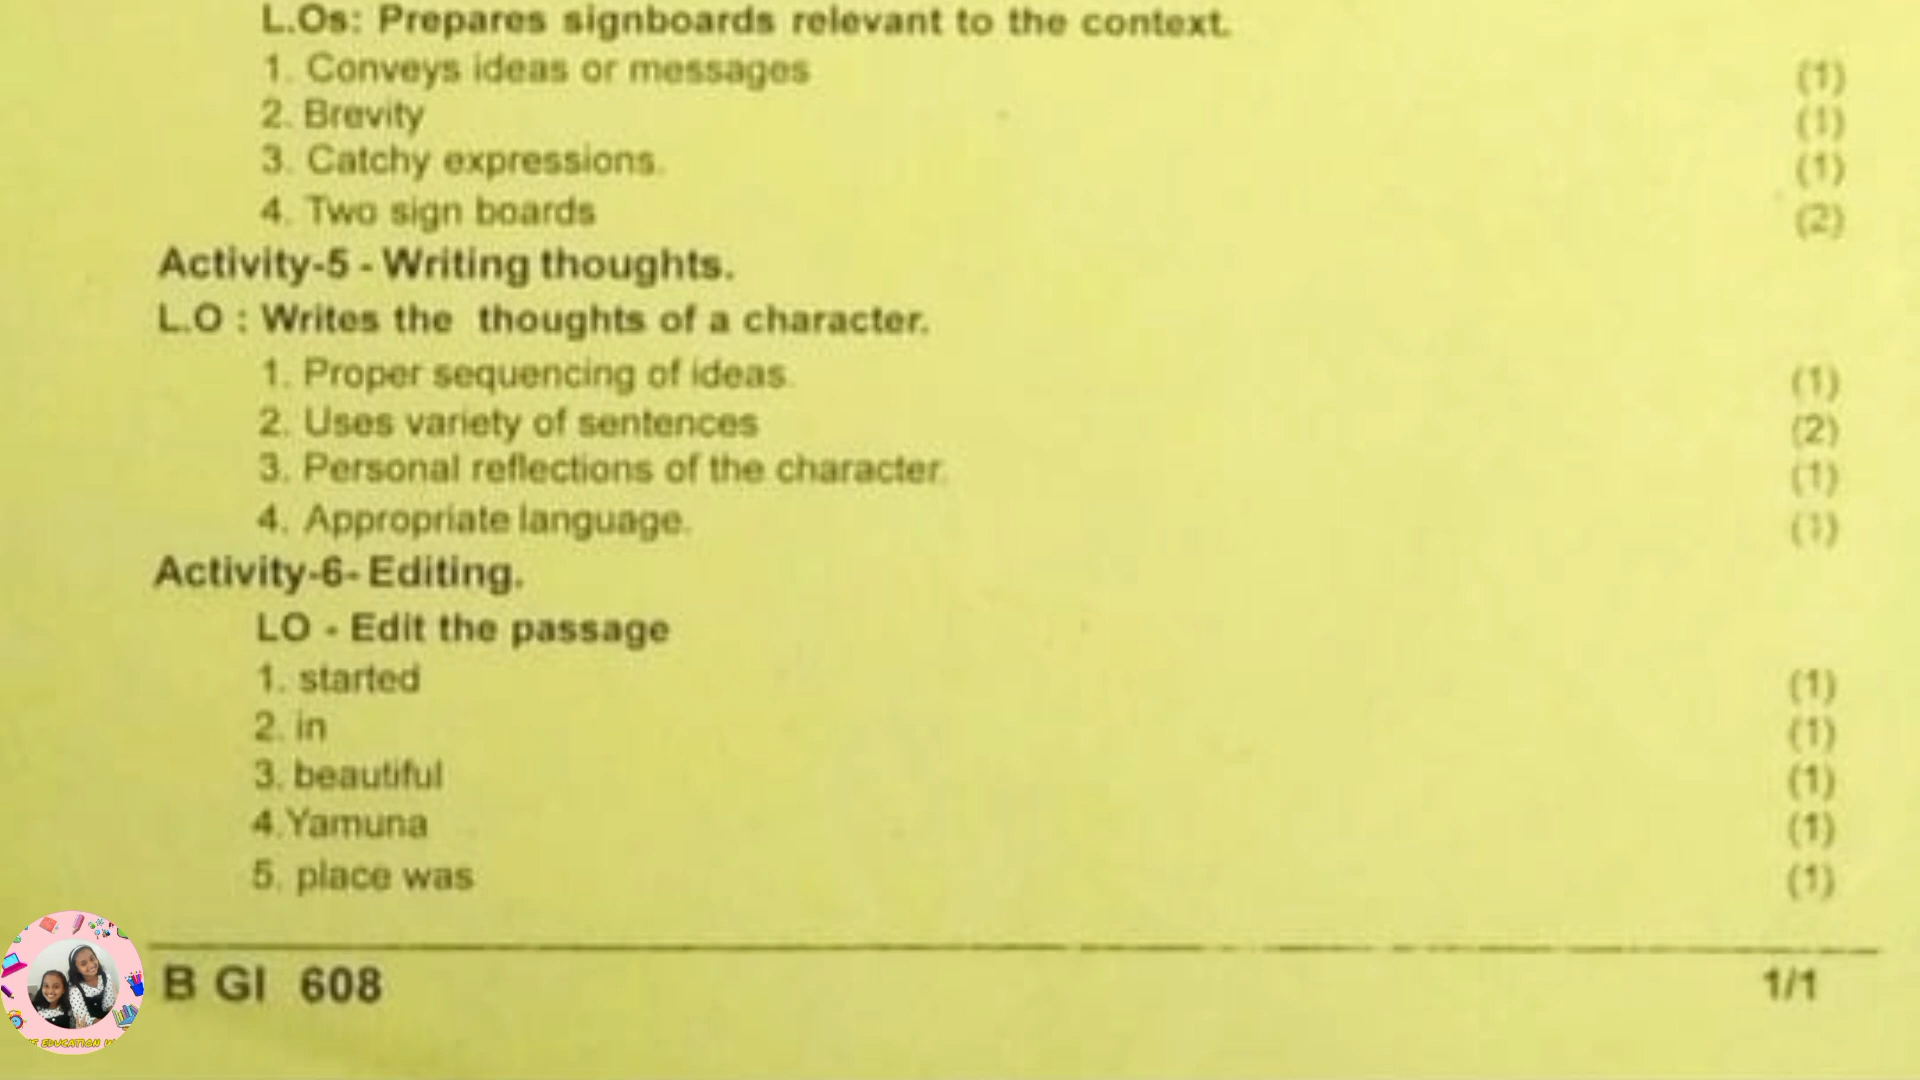 L.Os: Prepares signboards relevant to the context.
1. Conveys ideas or messages (1)
2. Brevity (1)
3. Catchy expressions. (1)
4. Two sign boards (2)
Activity-5 - Writing thoughts.
L.O : Writes the thoughts of a character.
1. Proper sequencing of ideas. (1)
2. Uses variety of sentences (2)
3. Personal reflections of the character. (1)
4. Appropriate language. (1)
Activity-6- Editing.
LO - Edit the passage
1. started (1)
2. in (1)
3. beautiful (1)
4.Yamuna (1)
5. place was (1)
B GI 608 1/1
EDUCATION